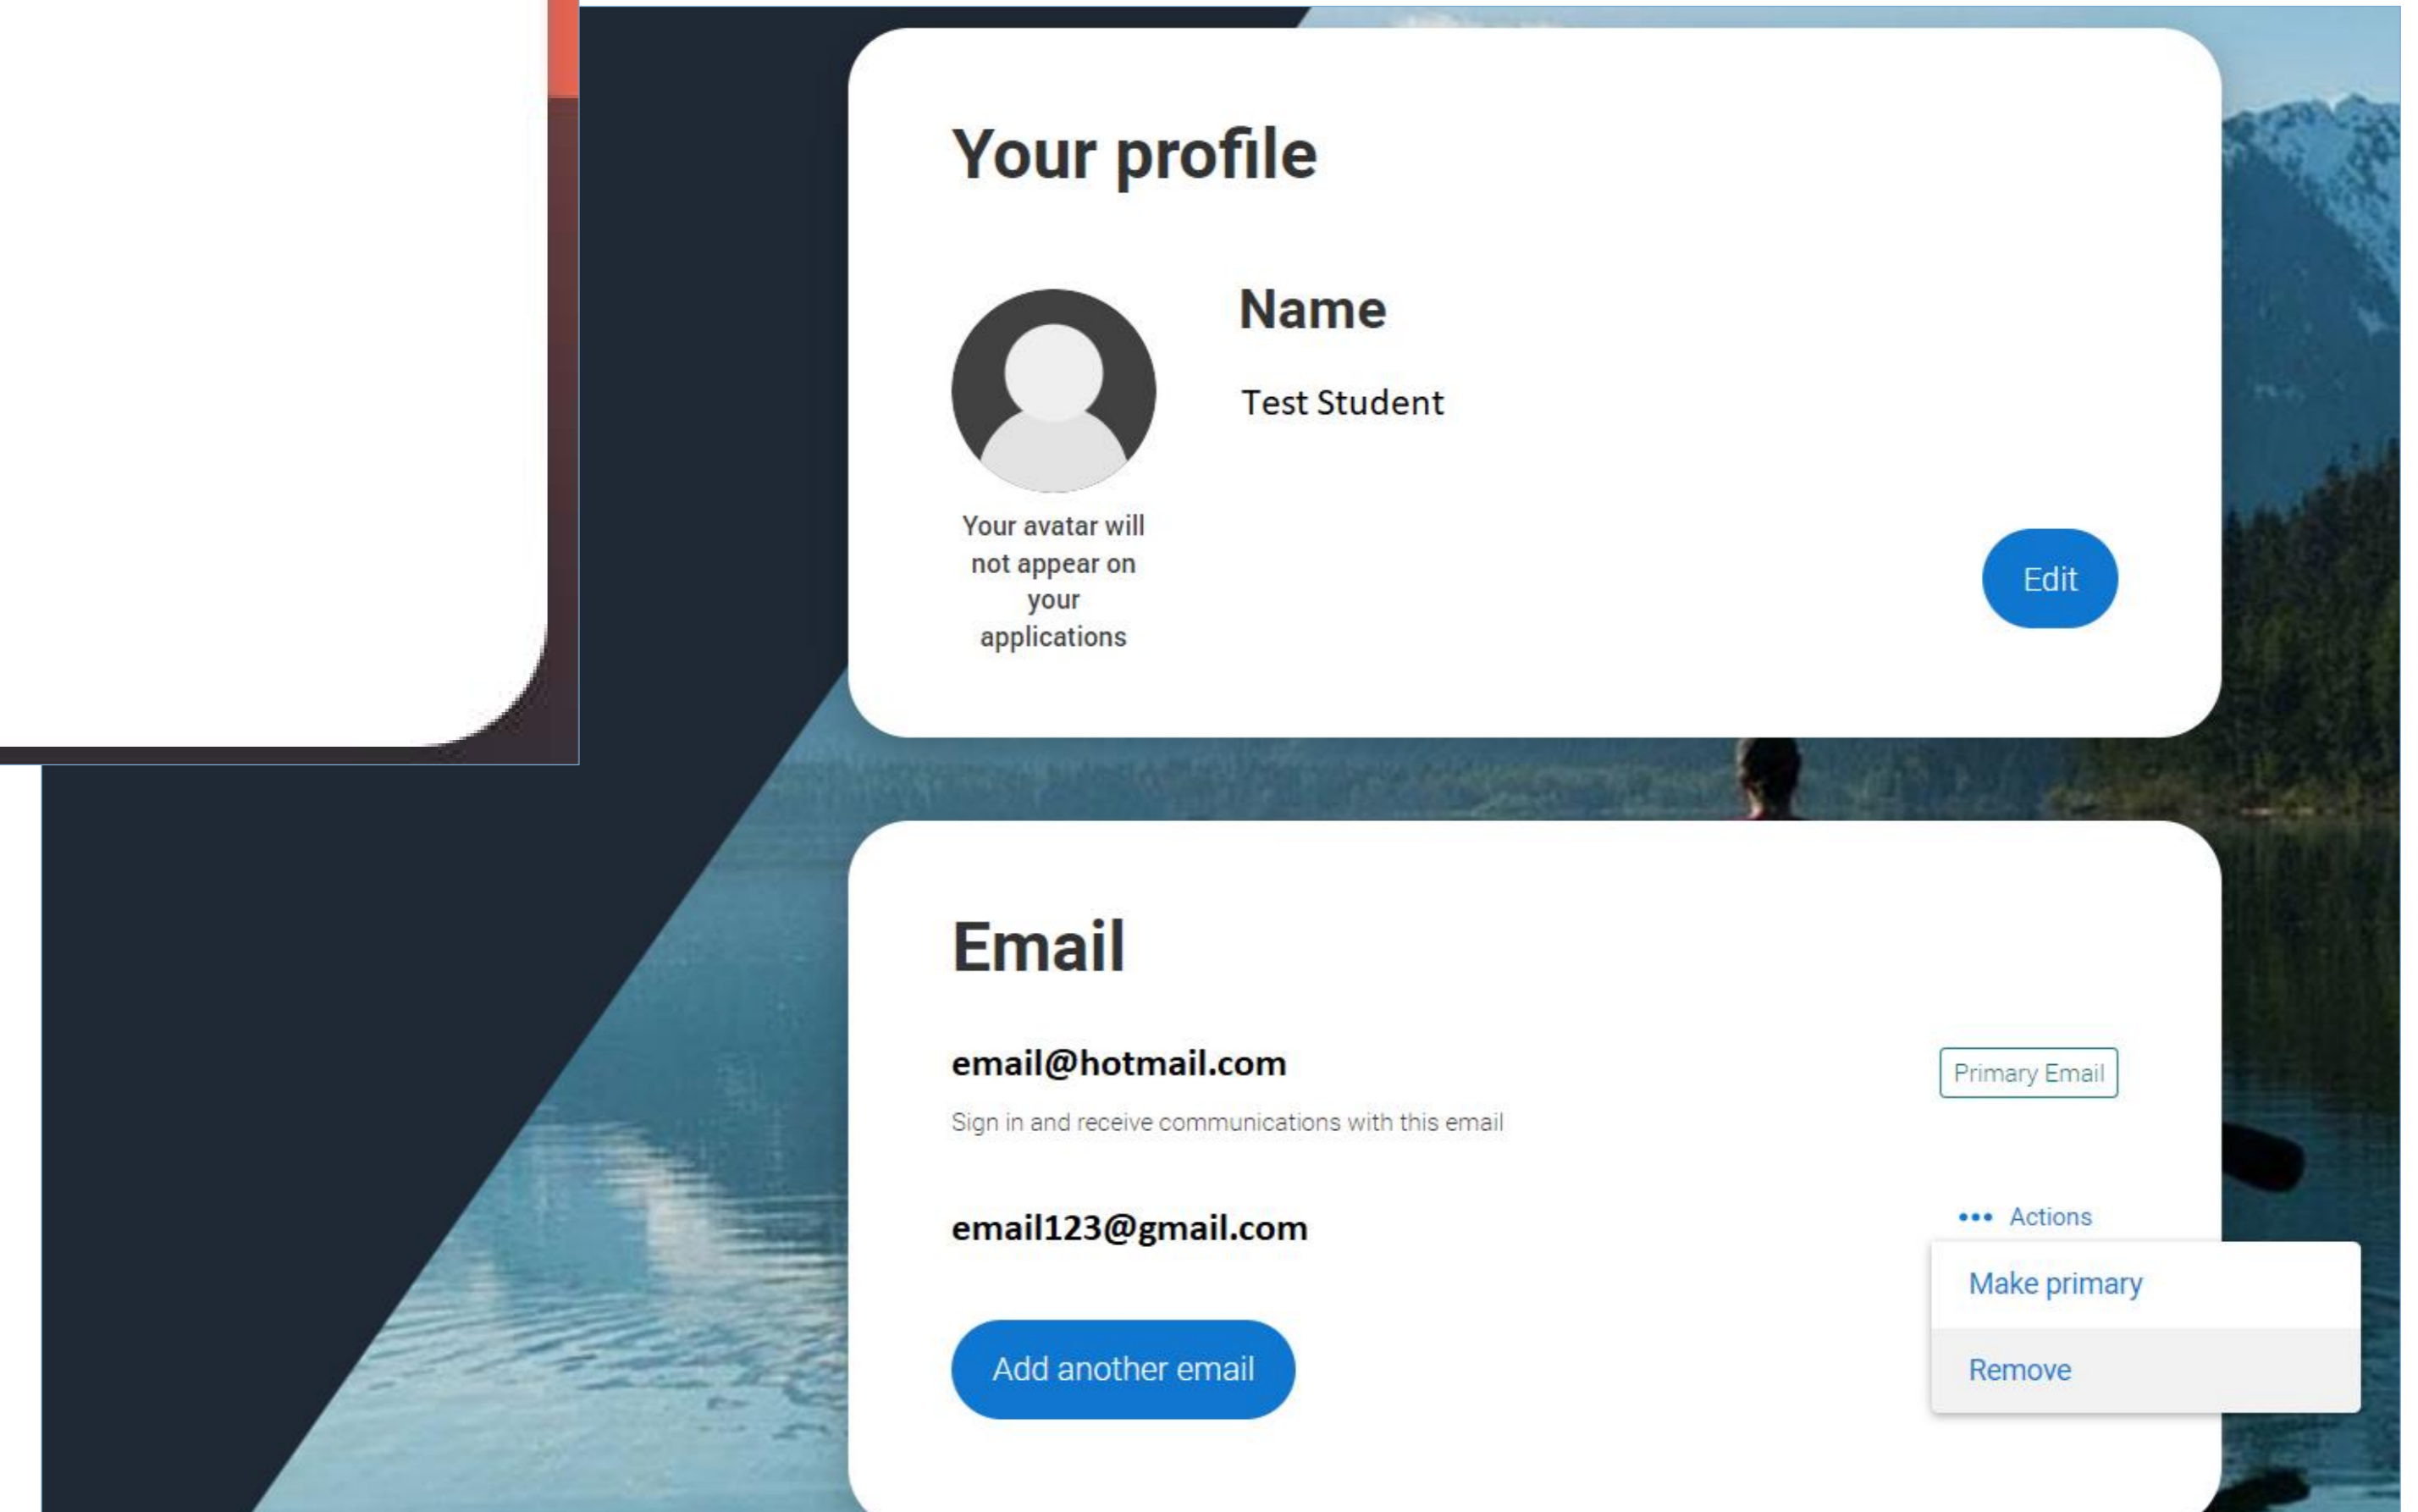 Your profile
Name
Test Student
Your avatar will
not appear on
your
applications
Edit
Email
email@hotmail.com
Primary Email
Sign in and receive communications with this email
email123@gmail.com
••• Actions
Make primary
Remove
Add another email